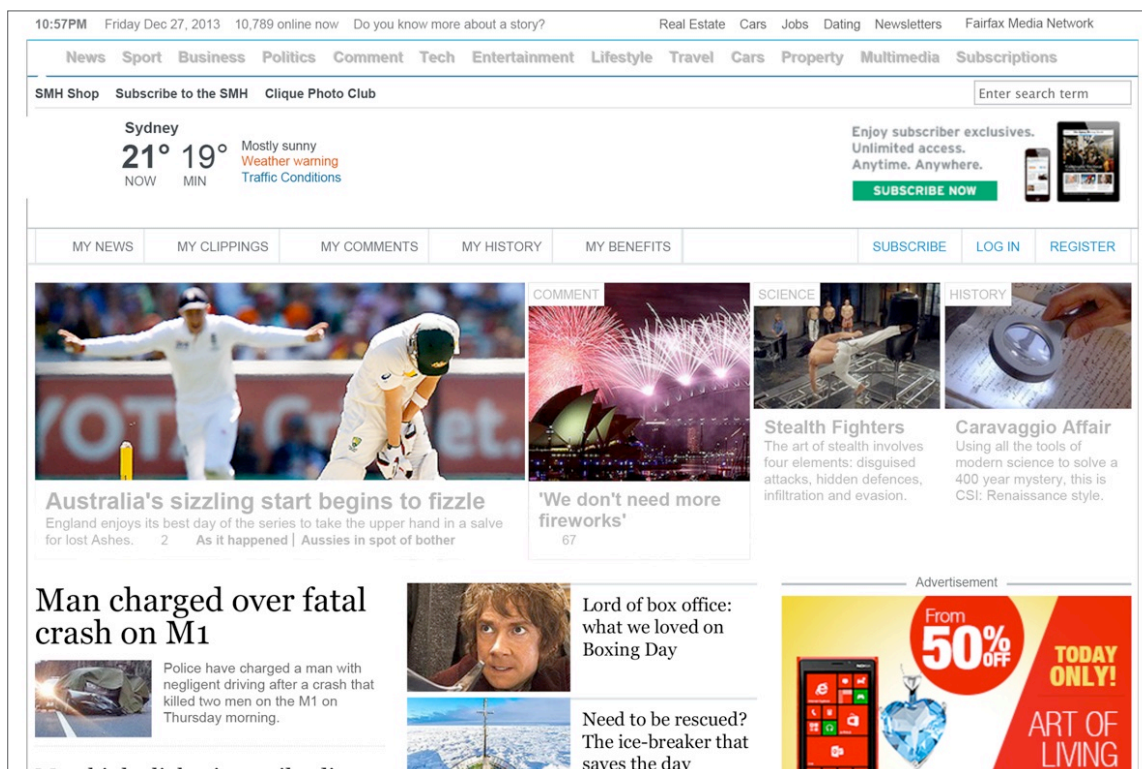 10:57PM Friday Dec 27, 2013 10,789 online now Do you know more about a story? Real Estate Cars Jobs Dating Newsletters Fairfax Media Network
News Sport Business Politics Comment Tech Entertainment Lifestyle Travel Cars Property Multimedia Subscriptions
SMH Shop Subscribe to the SMH Clique Photo Club Enter search term
Sydney
21° 19° Mostly sunny
Weather warning
NOW MIN Traffic Conditions
Enjoy subscriber exclusives.
Unlimited access.
Anytime. Anywhere.
SUBSCRIBE NOW
MY NEWS MY CLIPPINGS MY COMMENTS MY HISTORY MY BENEFITS SUBSCRIBE LOG IN REGISTER
YOTA Cricket.
Australia's sizzling start begins to fizzle
England enjoys its best day of the series to take the upper hand in a salve
for lost Ashes. 2 As it happened | Aussies in spot of bother
COMMENT
'We don't need more
fireworks'
67
SCIENCE
Stealth Fighters
The art of stealth involves
four elements: disguised
attacks, hidden defences,
infiltration and evasion.
HISTORY
Caravaggio Affair
Using all the tools of
modern science to solve a
400 year mystery, this is
CSI: Renaissance style.
Man charged over fatal
crash on M1
Police have charged a man with
negligent driving after a crash that
killed two men on the M1 on
Thursday morning.
Lord of box office:
what we loved on
Boxing Day
Need to be rescued?
The ice-breaker that
saves the day
Advertisement
From
50% OFF
TODAY
ONLY!
ART OF
LIVING
NOKIA